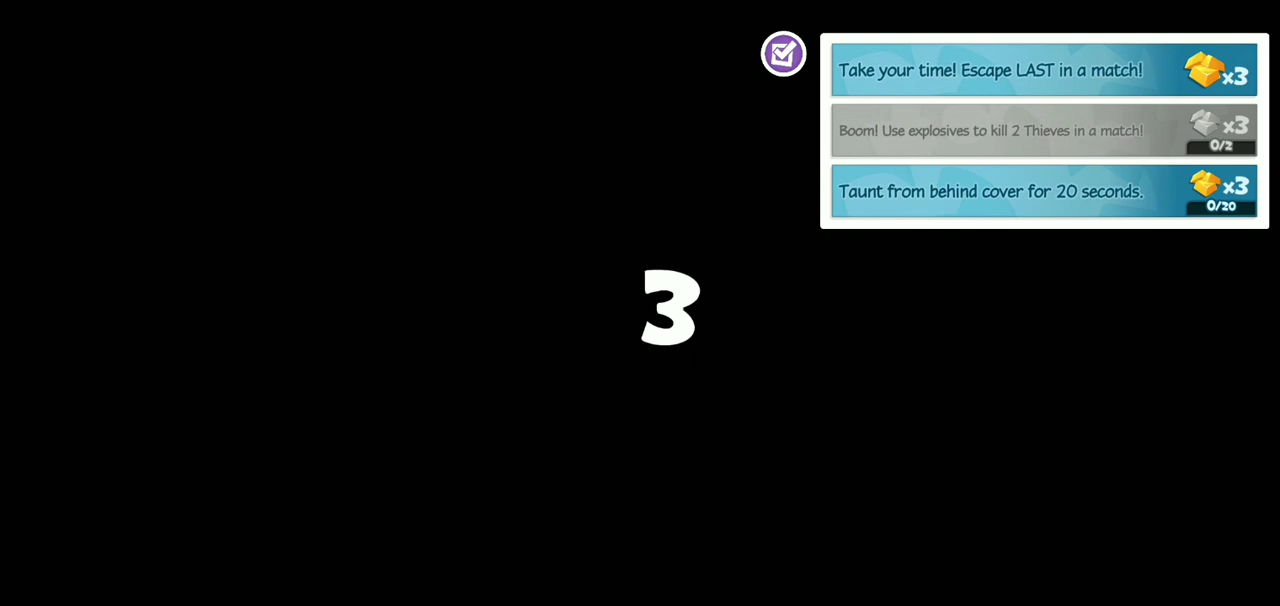 Take your time! Escape LAST in a match!
x3
Boom! Use explosives to kill 2 Thieves in a match!
x3
0/2
Taunt from behind cover for 20 seconds.
x3
0/20
3